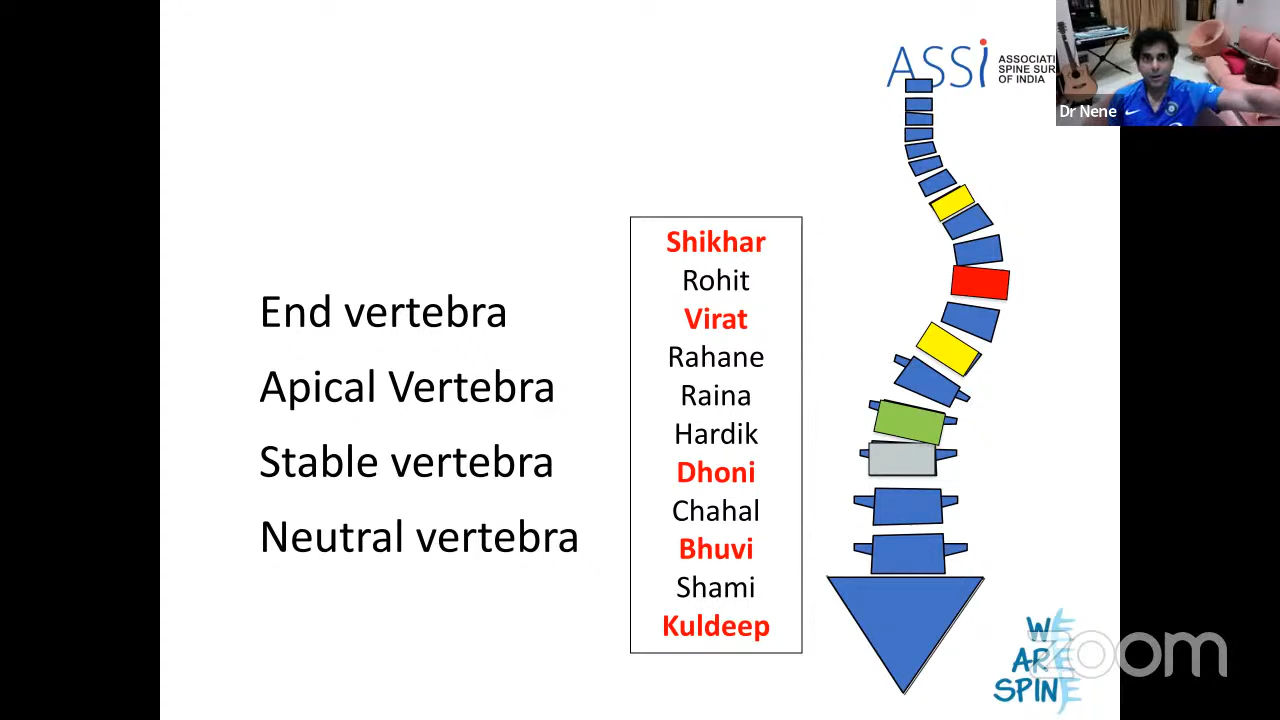 ASSi
ASSOCIATI
SPINE SUR
OF INDIA
Dr Nene
End vertebra
Apical Vertebra
Stable vertebra
Neutral vertebra
Shikhar
Rohit
Virat
Rahane
Raina
Hardik
Dhoni
Chahal
Bhuvi
Shami
Kuldeep
WE
ARE
SPINE
zoom